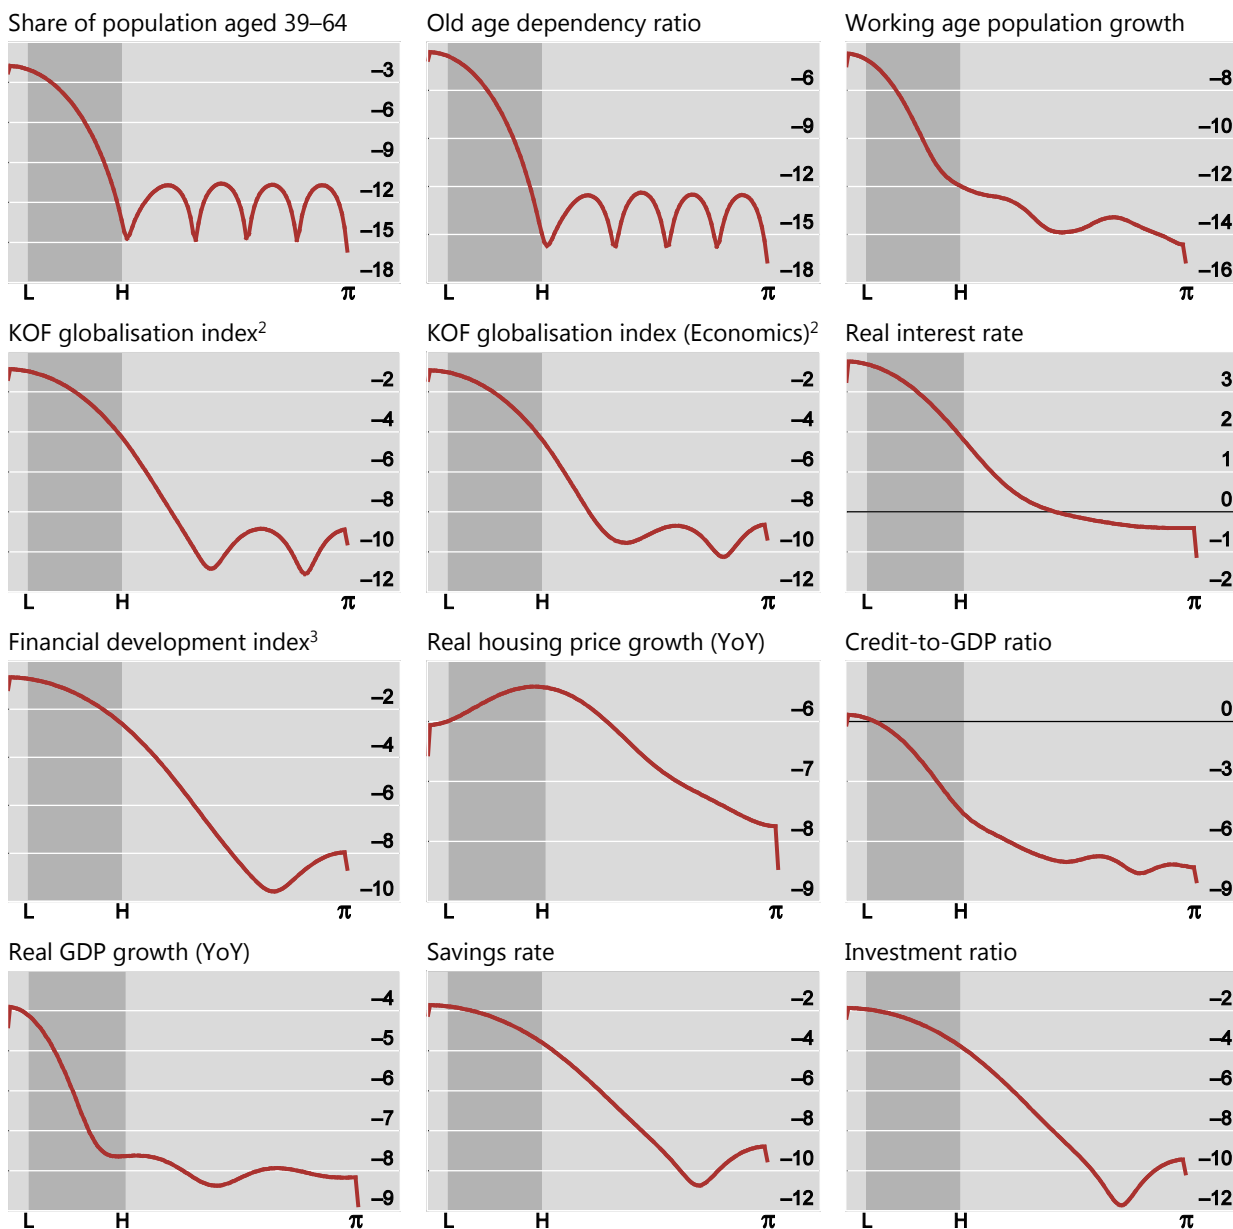 Share of population aged 39–64
–3
–6
–9
–12
–15
–18
L H π
Old age dependency ratio
–6
–9
–12
–15
–18
L H π
Working age population growth
–8
–10
–12
–14
–16
L H π
KOF globalisation index²
–2
–4
–6
–8
–10
–12
L H π
KOF globalisation index (Economics)²
–2
–4
–6
–8
–10
–12
L H π
Real interest rate
3
2
1
0
–1
–2
L H π
Financial development index³
–2
–4
–6
–8
–10
L H π
Real housing price growth (YoY)
–6
–7
–8
–9
L H π
Credit-to-GDP ratio
0
–3
–6
–9
L H π
Real GDP growth (YoY)
–4
–5
–6
–7
–8
–9
L H π
Savings rate
–2
–4
–6
–8
–10
–12
L H π
Investment ratio
–2
–4
–6
–8
–10
–12
L H π